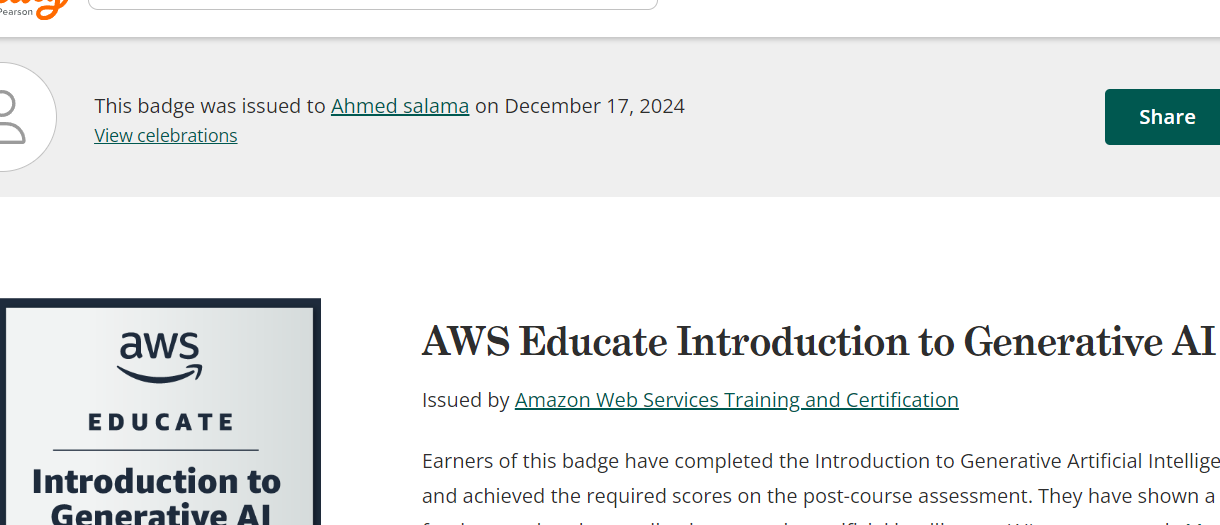 Pearson
This badge was issued to Ahmed salama on December 17, 2024
View celebrations
Share
aws
EDUCATE
Introduction to
Generative AI
AWS Educate Introduction to Generative AI
Issued by Amazon Web Services Training and Certification
Earners of this badge have completed the Introduction to Generative Artificial Intellige
and achieved the required scores on the post-course assessment. They have shown a